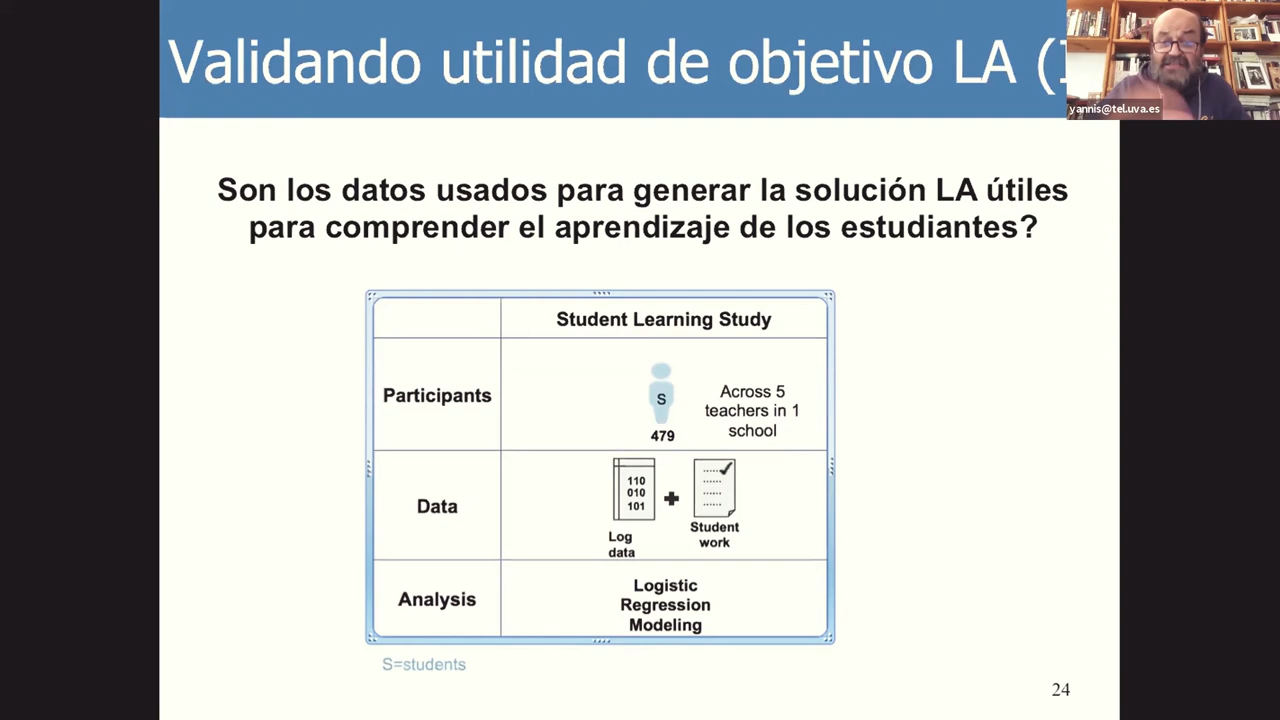 Validando utilidad de objetivo LA (
yannis@tel.uva.es
Son los datos usados para generar la solución LA útiles
para comprender el aprendizaje de los estudiantes?
Student Learning Study
Participants
S
479
Across 5
teachers in 1
school
Data
110
010
101
Log
data
Student
work
Analysis
Logistic
Regression
Modeling
S=students
24